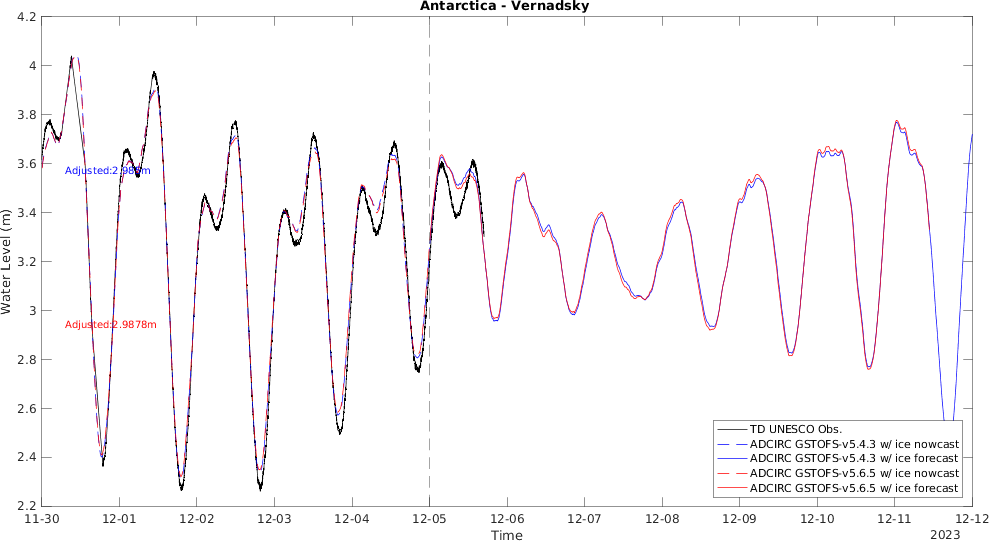 Antarctica - Vernadsky
4.2
4
3.8
3.6
3.4
3.2
3
2.8
2.6
2.4
2.2
Water Level (m)
Adjusted:2.9878m
11-30
12-01
12-02
12-03
12-04
12-05
12-06
12-07
12-08
12-09
12-10
12-11
12-12
Time
2023
TD UNESCO Obs.
ADCIRC GSTOFS-v5.4.3 w/ ice nowcast
ADCIRC GSTOFS-v5.4.3 w/ ice forecast
ADCIRC GSTOFS-v5.6.5 w/ ice nowcast
ADCIRC GSTOFS-v5.6.5 w/ ice forecast